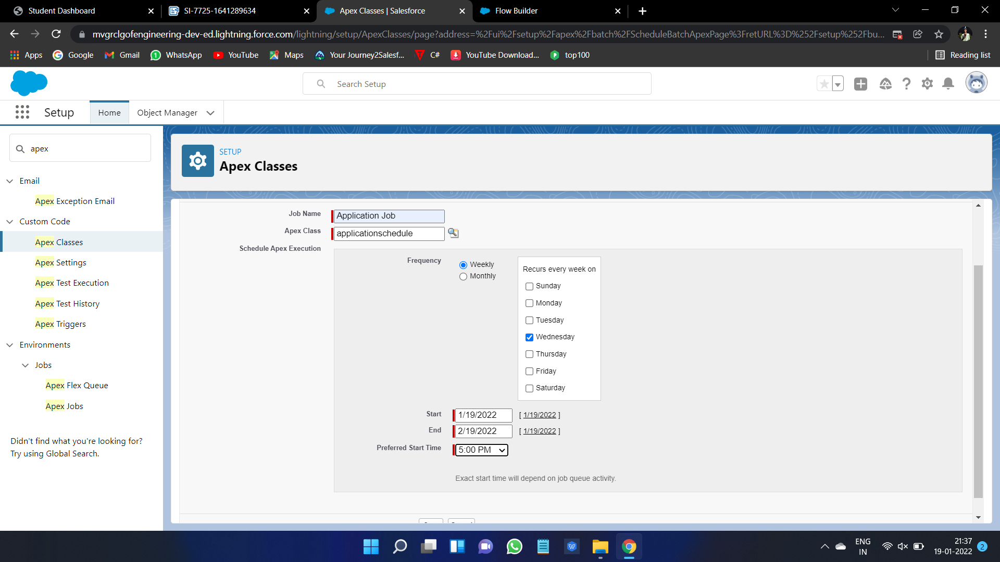 Student Dashboard
SI-7725-1641289634
Apex Classes | Salesforce
Flow Builder
mvgrclgofengineering-dev-ed.lightning.force.com/lightning/setup/ApexClasses/page?address=%2Fui%2Fsetup%2Fapex%2Fbatch%2FScheduleBatchApexPage%3FretURL%3D%252Fsetup%252Fbu...
Apps
Google
Gmail
WhatsApp
YouTube
Maps
Your Journey2Salesf...
C#
YouTube Download...
top100
Reading list
Search Setup
Setup
Home
Object Manager
apex
Email
Apex Exception Email
Custom Code
Apex Classes
Apex Settings
Apex Test Execution
Apex Test History
Apex Triggers
Environments
Jobs
Apex Flex Queue
Apex Jobs
Didn't find what you're looking for?
Try using Global Search.
SETUP
Apex Classes
Job Name
Application Job
Apex Class
applicationschedule
Schedule Apex Execution
Frequency
Weekly
Monthly
Recurs every week on
Sunday
Monday
Tuesday
Wednesday
Thursday
Friday
Saturday
Start
1/19/2022
[ 1/19/2022 ]
End
2/19/2022
[ 1/19/2022 ]
Preferred Start Time
5:00 PM
Exact start time will depend on job queue activity.
ENG
IN
21:37
19-01-2022
2